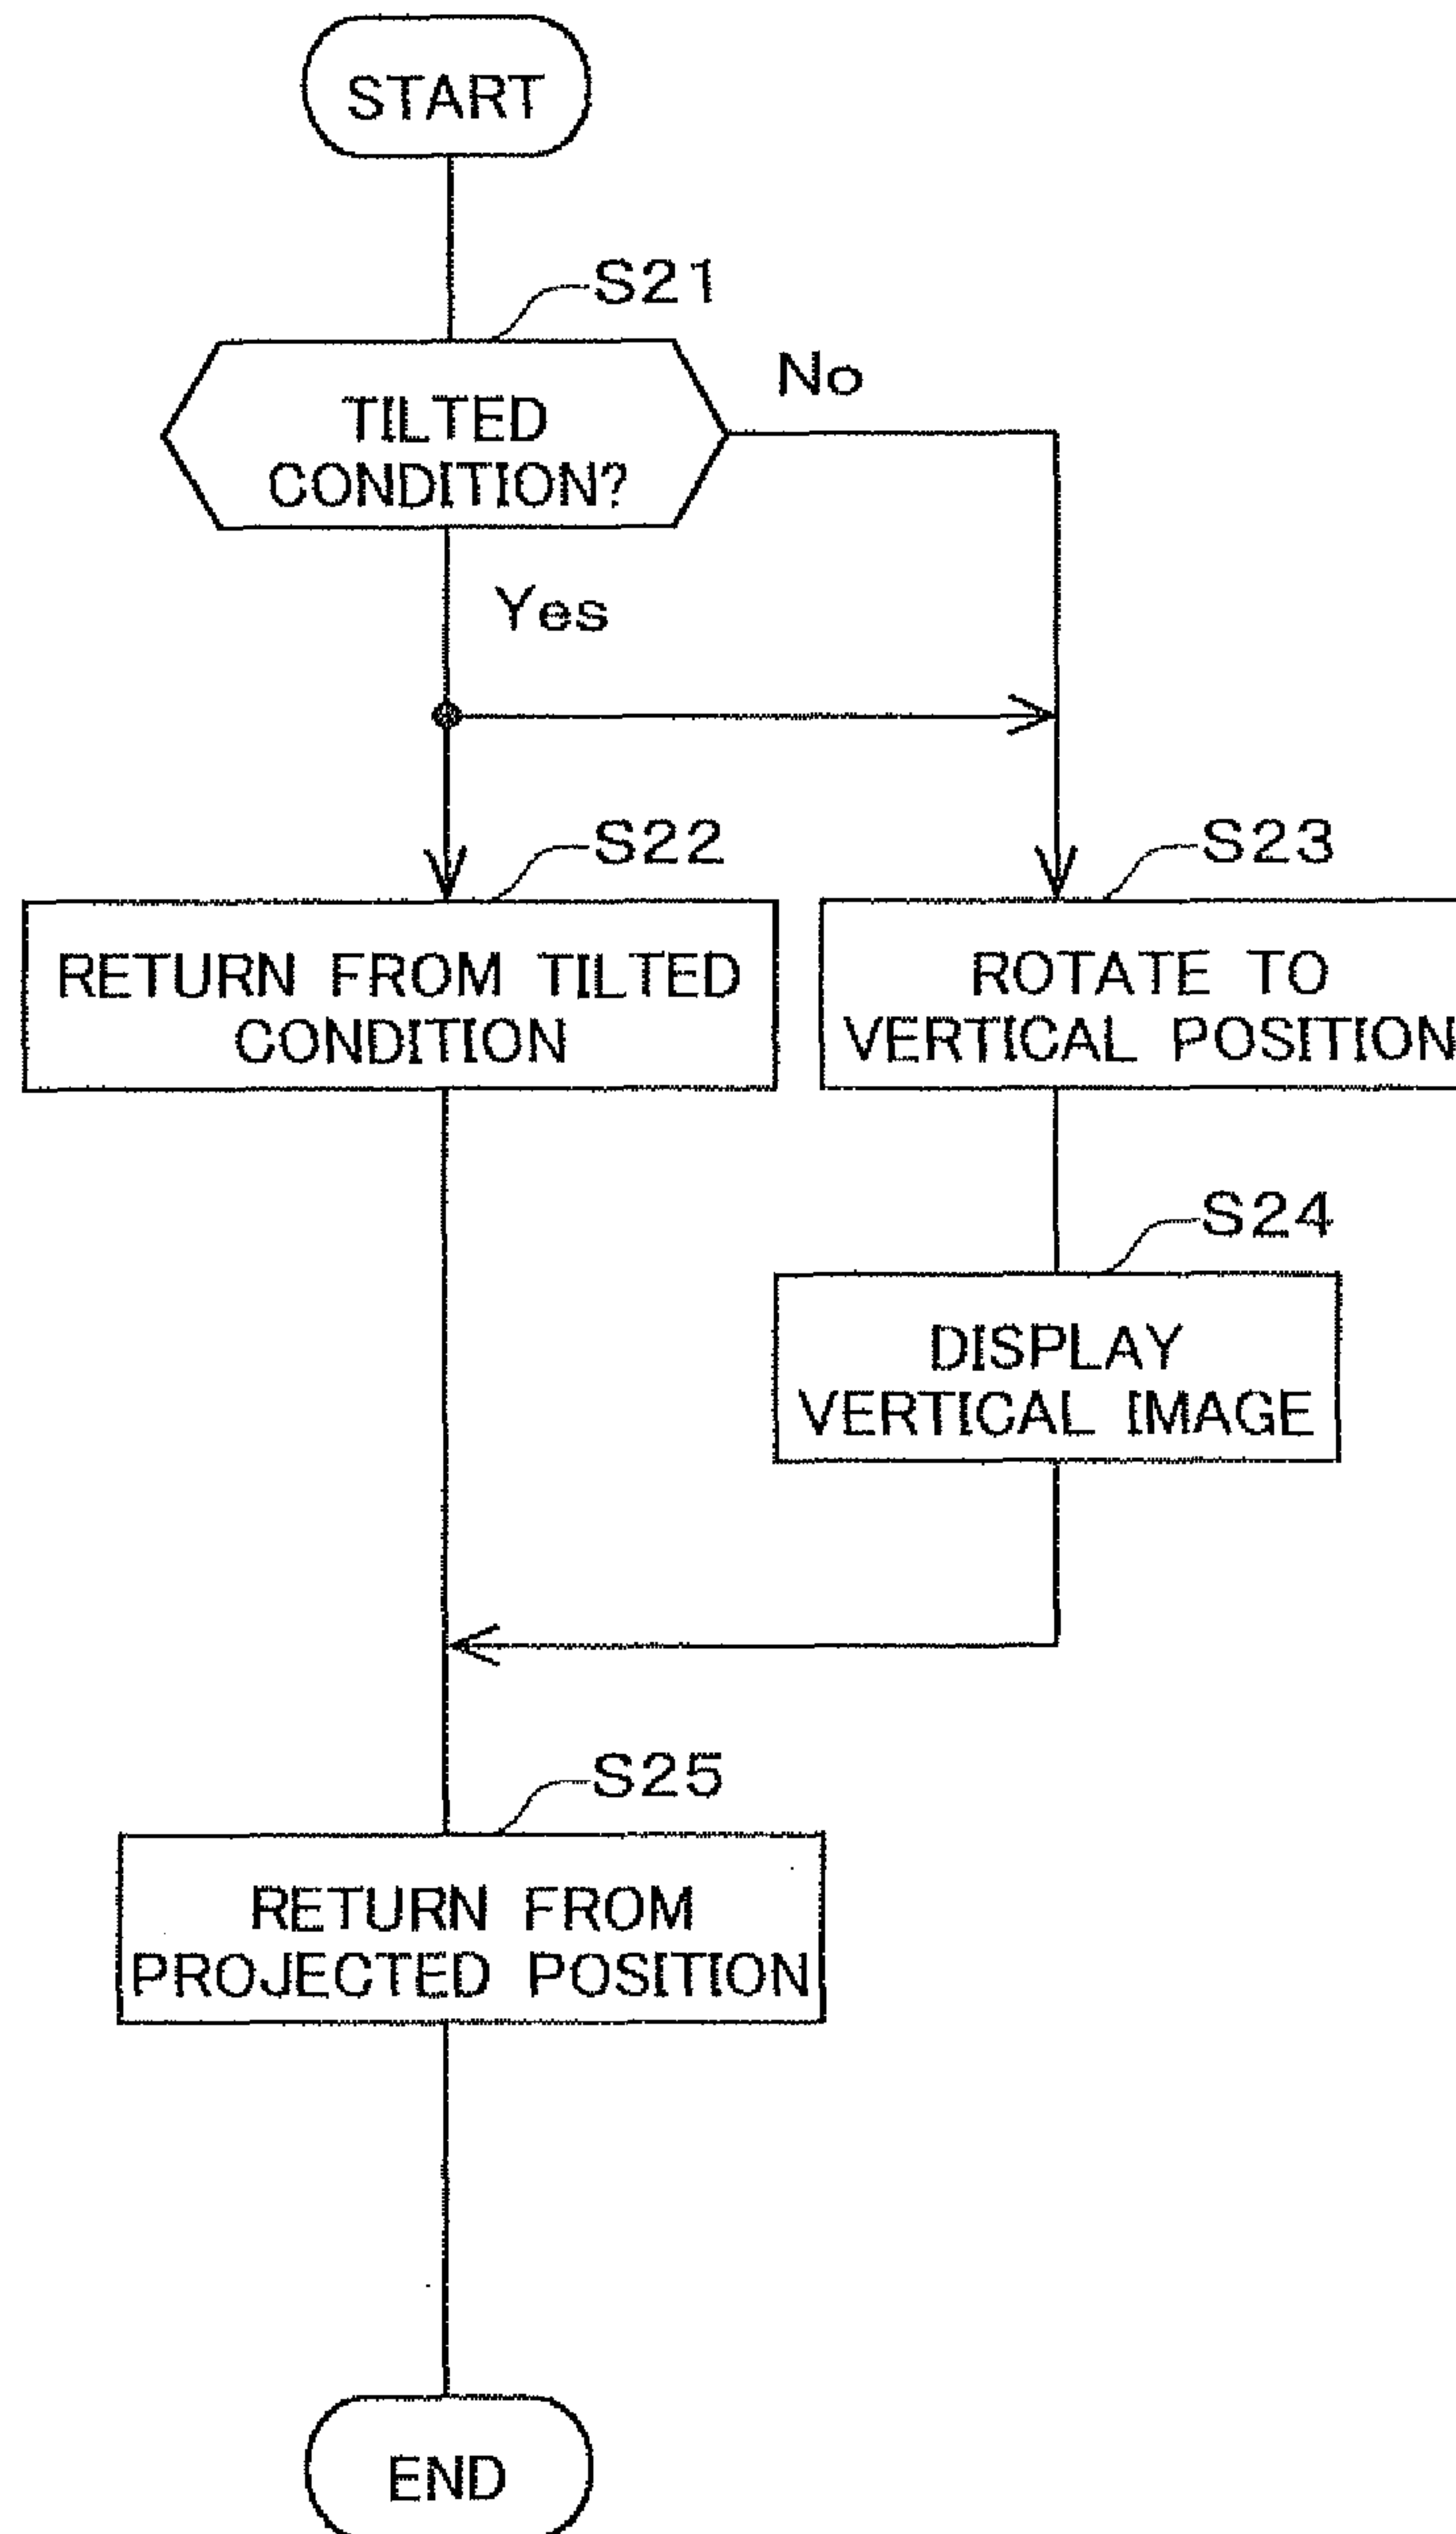 START
S21
TILTED
CONDITION?
No
Yes
S22
RETURN FROM TILTED
CONDITION
S23
ROTATE TO
VERTICAL POSITION
S24
DISPLAY
VERTICAL IMAGE
S25
RETURN FROM
PROJECTED POSITION
END